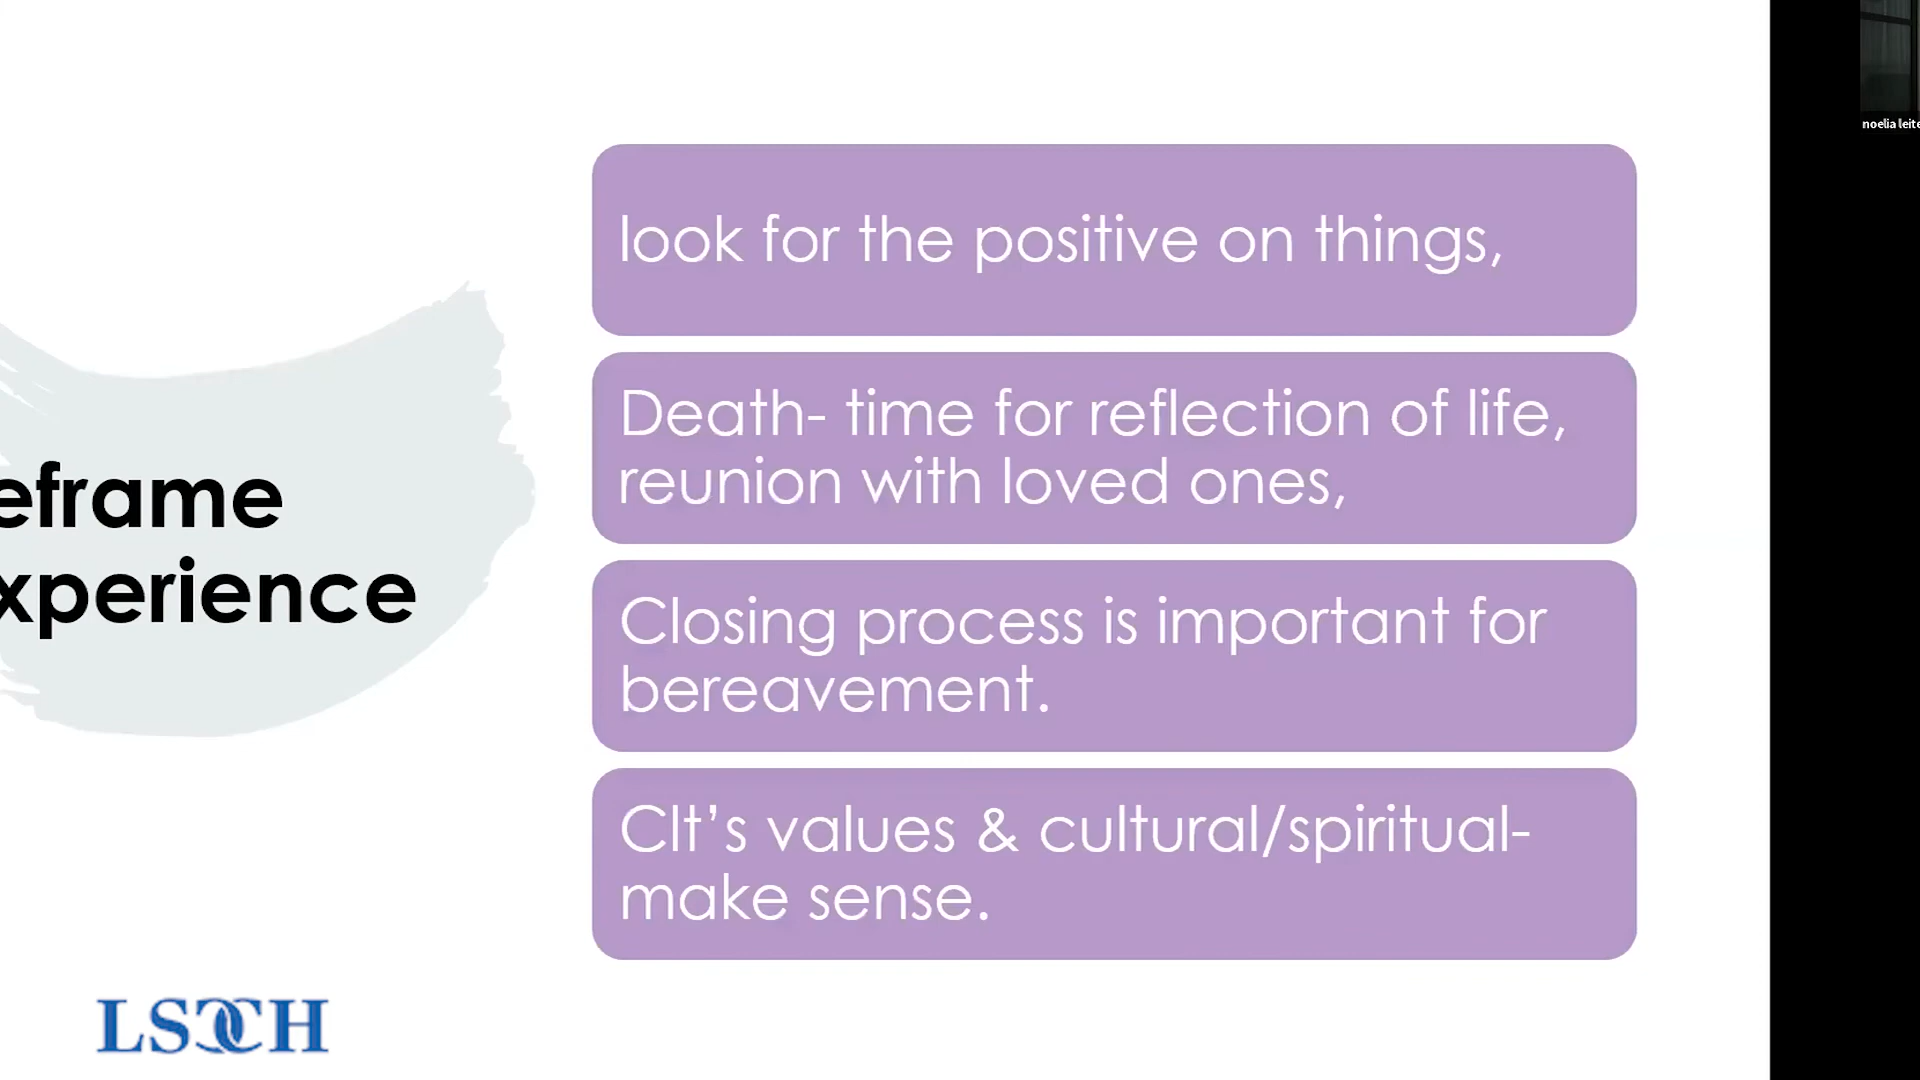 eframe
xperience
look for the positive on things,
Death- time for reflection of life,
reunion with loved ones,
Closing process is important for
bereavement.
Clt’s values & cultural/spiritual-
make sense.
LSCCH
noelia leite